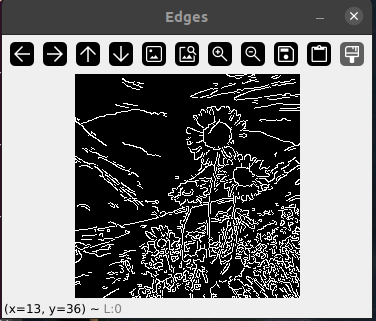 Edges
(x=13, y=36) ~ L:0